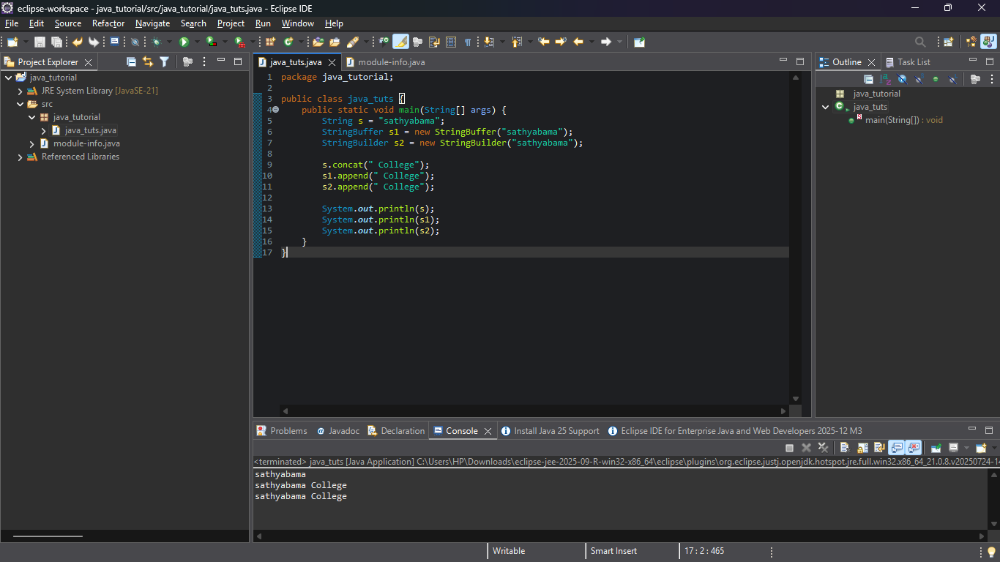 eclipse-workspace - java_tutorial/src/java_tutorial/java_tuts.java - Eclipse IDE
File Edit Source Refactor Navigate Search Project Run Window Help
Project Explorer
java_tutorial
JRE System Library [JavaSE-21]
src
java_tutorial
java_tuts.java
module-info.java
Referenced Libraries
java_tuts.java module-info.java
1 package java_tutorial;
2
3 public class java_tuts {
4 public static void main(String[] args) {
5 String s = "sathyabama";
6 StringBuffer s1 = new StringBuffer("sathyabama");
7 StringBuilder s2 = new StringBuilder("sathyabama");
8
9 s.concat(" College");
10 s1.append(" College");
11 s2.append(" College");
12
13 System.out.println(s);
14 System.out.println(s1);
15 System.out.println(s2);
16 }
17 }
Outline Task List
java_tutorial
java_tuts
main(String[]) : void
Problems Javadoc Declaration Console Install Java 25 Support Eclipse IDE for Enterprise Java and Web Developers 2025-12 M3
<terminated> java_tuts [Java Application] C:\Users\HP\Downloads\eclipse-jee-2025-09-R-win32-x86_64\eclipse\plugins\org.eclipse.justj.openjdk.hotspot.jre.full.win32.x86_64_21.0.8.v20250724-14
sathyabama
sathyabama College
sathyabama College
Writable Smart Insert 17 : 2 : 465